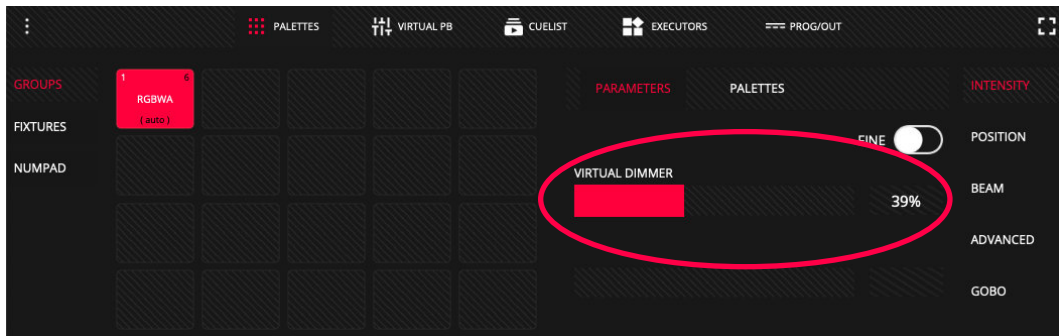 PALETTES
VIRTUAL PB
CUELIST
EXECUTORS
PROG/OUT
GROUPS
FIXTURES
NUMPAD
1 6
RGBWA
( auto )
PARAMETERS
PALETTES
FINE
VIRTUAL DIMMER
39%
INTENSITY
POSITION
BEAM
ADVANCED
GOBO